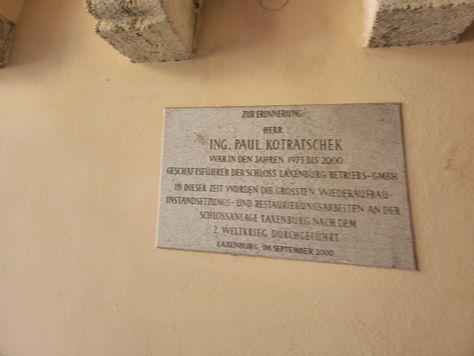 ZUR ERINNERUNG:
HERR
ING. PAUL KOTRATSCHEK
WAR IN DEN JAHREN 1973 BIS 2000
GESCHÄFTSFÜHRER DER SCHLOSS LAXENBURG BETRIEBS-GMBH
IN DIESER ZEIT WURDEN DIE GRÖSSTEN WIEDERAUFBAU-
INSTANDSETZUNGS- UND RESTAURIERUNGSARBEITEN AN DER
SCHLOSSANLAGE LAXENBURG NACH DEM
2. WELTKRIEG DURCHGEFÜHRT
LAXENBURG, IM SEPTEMBER 2000